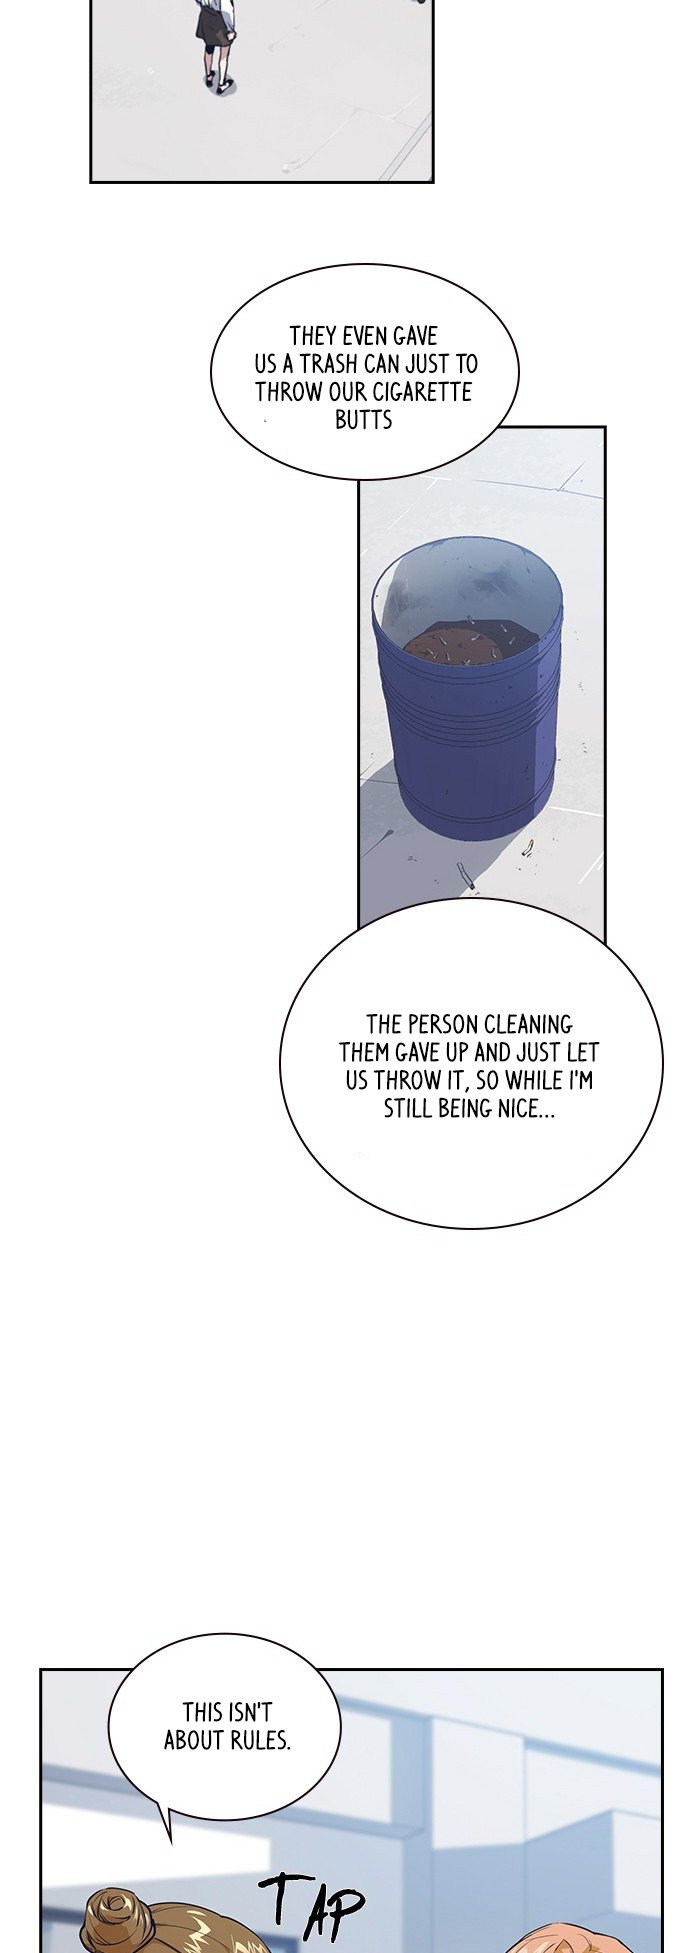 THEY EVEN GAVE
US A TRASH CAN JUST TO
THROW OUR CIGARETTE
BUTTS
THE PERSON CLEANING
THEM GAVE UP AND JUST LET
US THROW IT, SO WHILE I'M
STILL BEING NICE...
THIS ISN'T
ABOUT RULES.
TAP